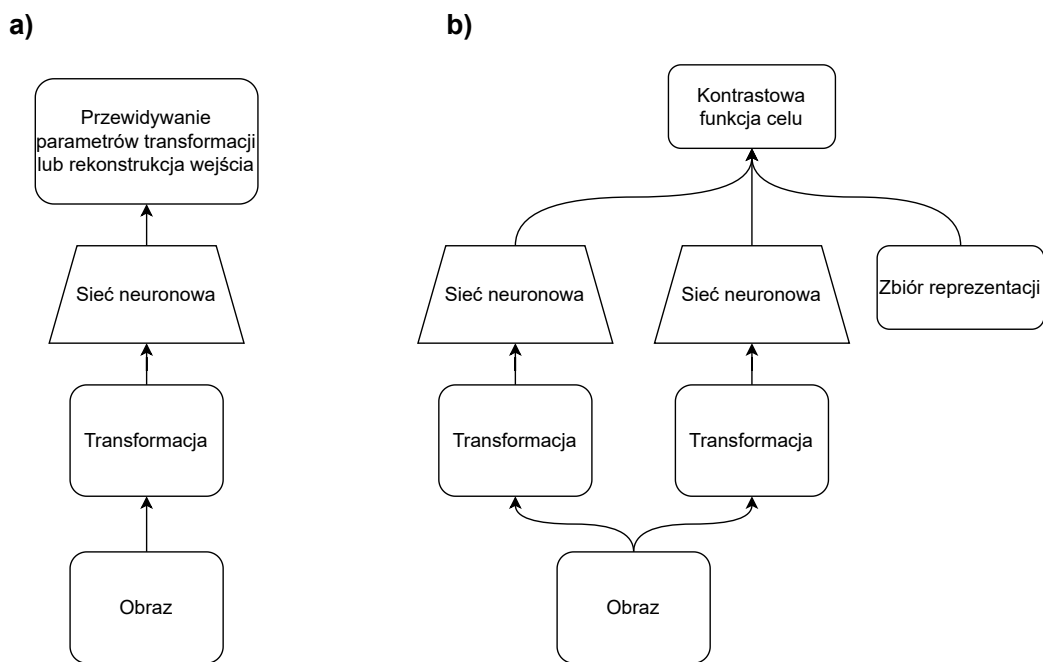 a)
Przewidywanie
parametrów transformacji
lub rekonstrukcja wejścia
Sieć neuronowa
Transformacja
Obraz
b)
Kontrastowa
funkcja celu
Sieć neuronowa
Sieć neuronowa
Zbiór reprezentacji
Transformacja
Transformacja
Obraz